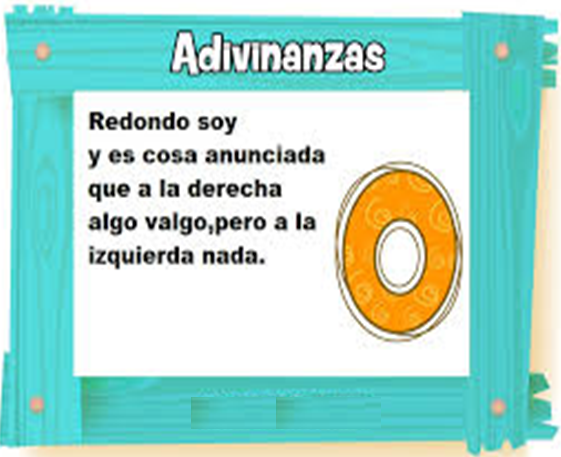 Adivinanzas
Redondo soy
y es cosa anunciada
que a la derecha
algo valgo,pero a la
izquierda nada.